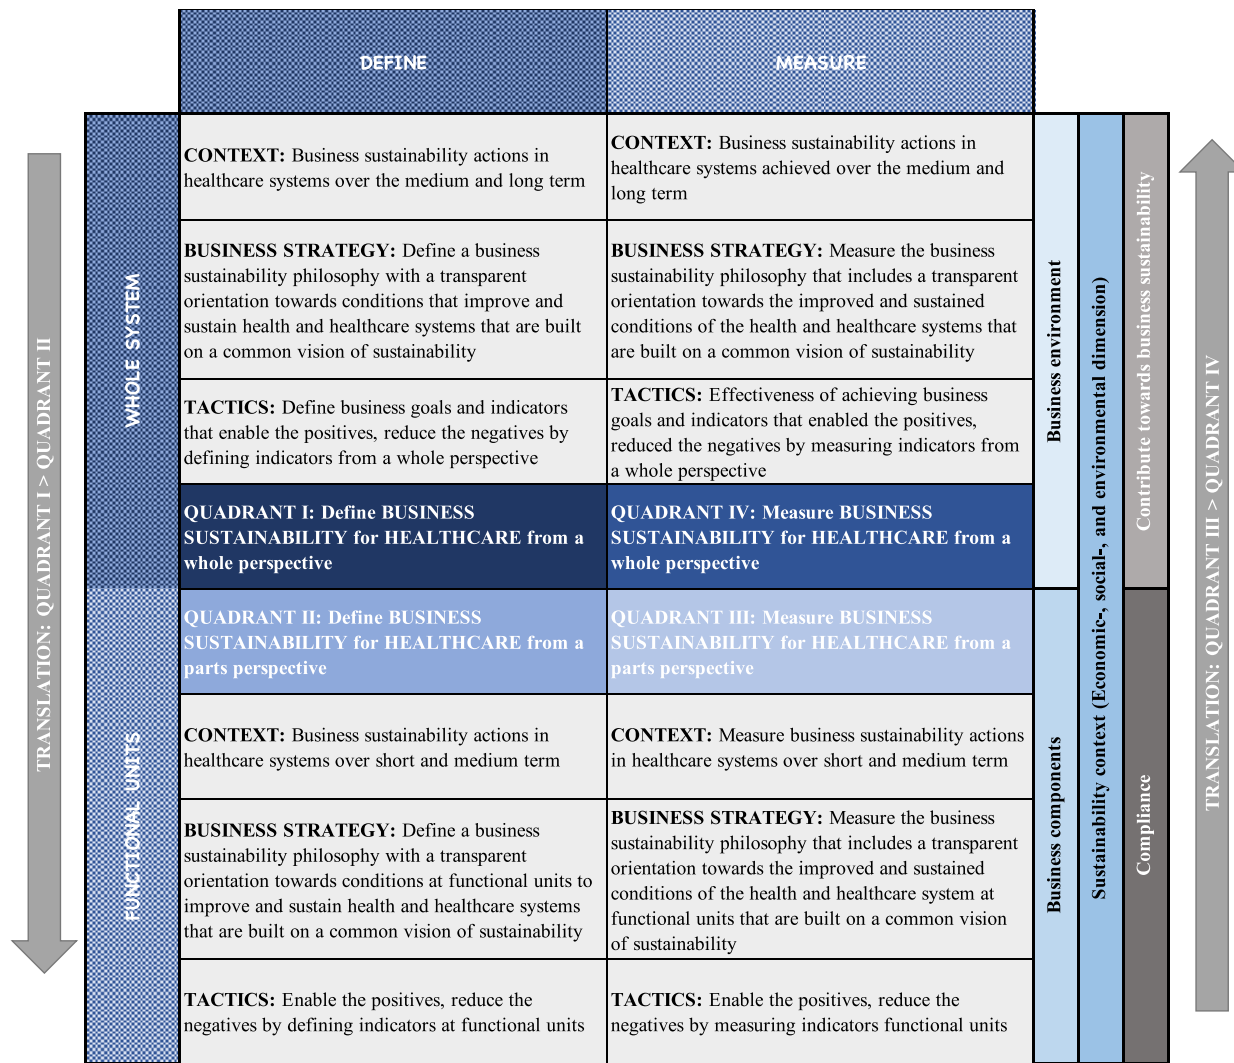 DEFINE
MEASURE
WHOLE SYSTEM
CONTEXT: Business sustainability actions in
healthcare systems over the medium and long term
CONTEXT: Business sustainability actions in
healthcare systems achieved over the medium and
long term
BUSINESS STRATEGY: Define a business
sustainability philosophy with a transparent
orientation towards conditions that improve and
sustain health and healthcare systems that are built
on a common vision of sustainability
BUSINESS STRATEGY: Measure the business
sustainability philosophy that includes a transparent
orientation towards the improved and sustained
conditions of the health and healthcare systems that
are built on a common vision of sustainability
TACTICS: Define business goals and indicators
that enable the positives, reduce the negatives by
defining indicators from a whole perspective
TACTICS: Effectiveness of achieving business
goals and indicators that enabled the positives,
reduced the negatives by measuring indicators from
a whole perspective
QUADRANT I: Define BUSINESS
SUSTAINABILITY for HEALTHCARE from a
whole perspective
QUADRANT IV: Measure BUSINESS
SUSTAINABILITY for HEALTHCARE from a
whole perspective
FUNCTIONAL UNITS
QUADRANT II: Define BUSINESS
SUSTAINABILITY for HEALTHCARE from a
parts perspective
QUADRANT III: Measure BUSINESS
SUSTAINABILITY for HEALTHCARE from a
parts perspective
CONTEXT: Business sustainability actions in
healthcare systems over short and medium term
CONTEXT: Measure business sustainability actions
in healthcare systems over short and medium term
BUSINESS STRATEGY: Define a business
sustainability philosophy with a transparent
orientation towards conditions at functional units to
improve and sustain health and healthcare systems
that are built on a common vision of sustainability
BUSINESS STRATEGY: Measure the business
sustainability philosophy that includes a transparent
orientation towards the improved and sustained
conditions of the health and healthcare system at
functional units that are built on a common vision
of sustainability
TACTICS: Enable the positives, reduce the
negatives by defining indicators at functional units
TACTICS: Enable the positives, reduce the
negatives by measuring indicators functional units
Business environment
Business components
Sustainability context (Economic-, social-, and environmental dimension)
Contribute towards business sustainability
Compliance
TRANSLATION: QUADRANT I > QUADRANT II
TRANSLATION: QUADRANT III > QUADRANT IV